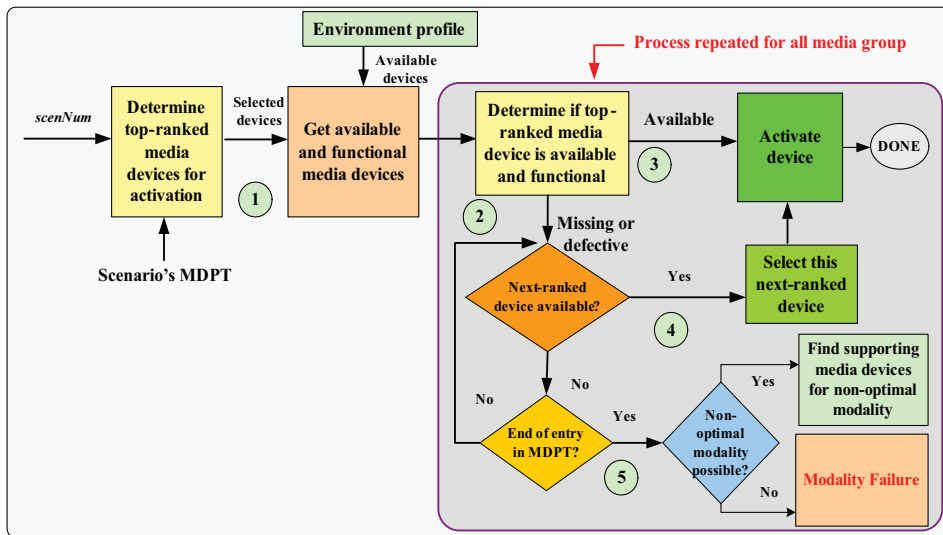 Environment profile
Process repeated for all media group
Available
devices
scenNum
Determine
top-ranked
media
devices for
activation
Selected
devices
1
Scenario's MDPT
Get available
and functional
media devices
Determine if top-
ranked media
device is available
and functional
Available
3
Activate
device
DONE
2
Missing or
defective
Next-ranked
device available?
Yes
4
Select this
next-ranked
device
No
No
End of entry
in MDPT?
Yes
5
Non-
optimal
modality
possible?
Yes
Find supporting
media devices
for non-optimal
modality
No
Modality Failure